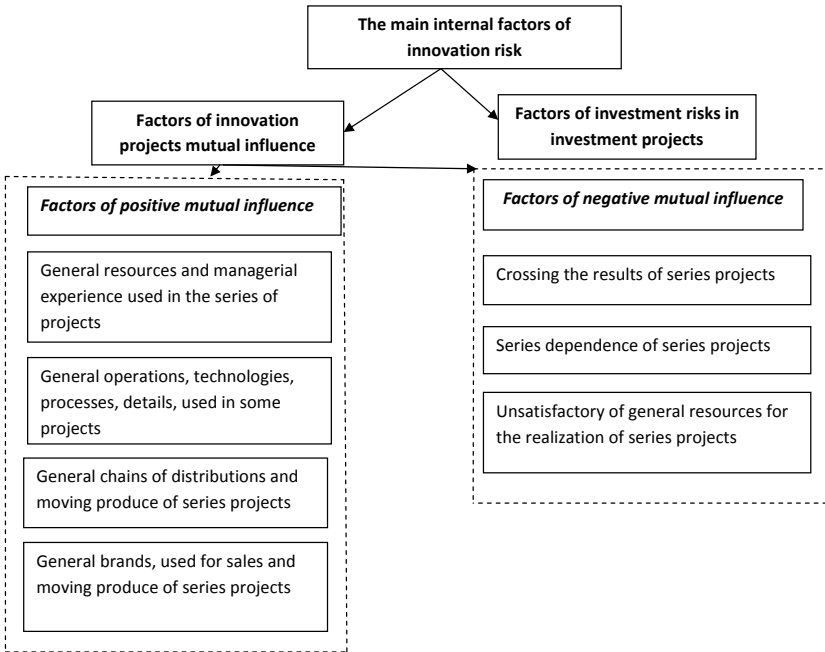 The main internal factors of
innovation risk
Factors of innovation
projects mutual influence
Factors of investment risks in
investment projects
Factors of positive mutual influence
General resources and managerial
experience used in the series of
projects
General operations, technologies,
processes, details, used in some
projects
General chains of distributions and
moving produce of series projects
General brands, used for sales and
moving produce of series projects
Factors of negative mutual influence
Crossing the results of series projects
Series dependence of series projects
Unsatisfactory of general resources for
the realization of series projects